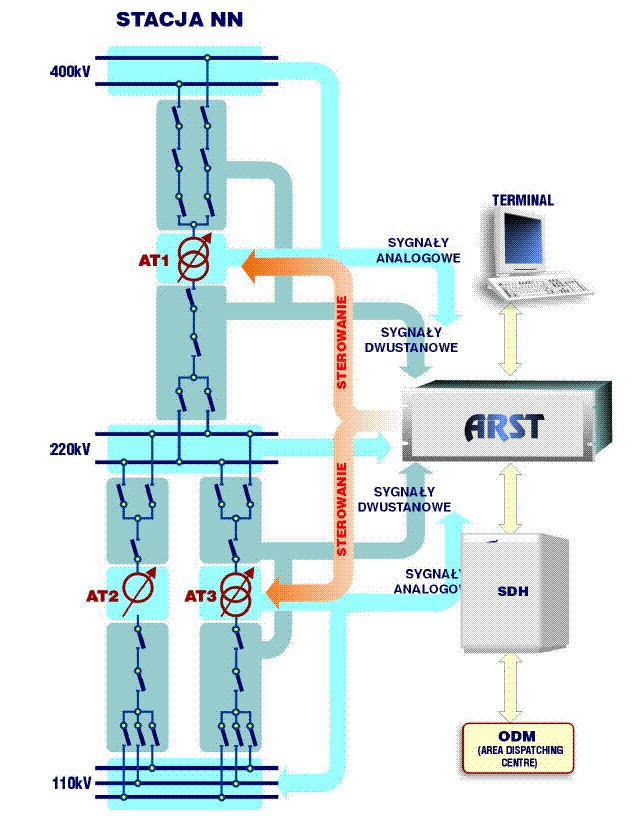 STACJA NN
400kV
TERMINAL
SYGNAŁY
ANALOGOWE
AT1
STEROWANIE
SYGNAŁY
DWUSTANOWE
ARST
220kV
STEROWANIE
SYGNAŁY
DWUSTANOWE
SYGNAŁY
ANALOGOW
SDH
AT2
AT3
ODM
(AREA DISPATCHING
CENTRE)
110kV